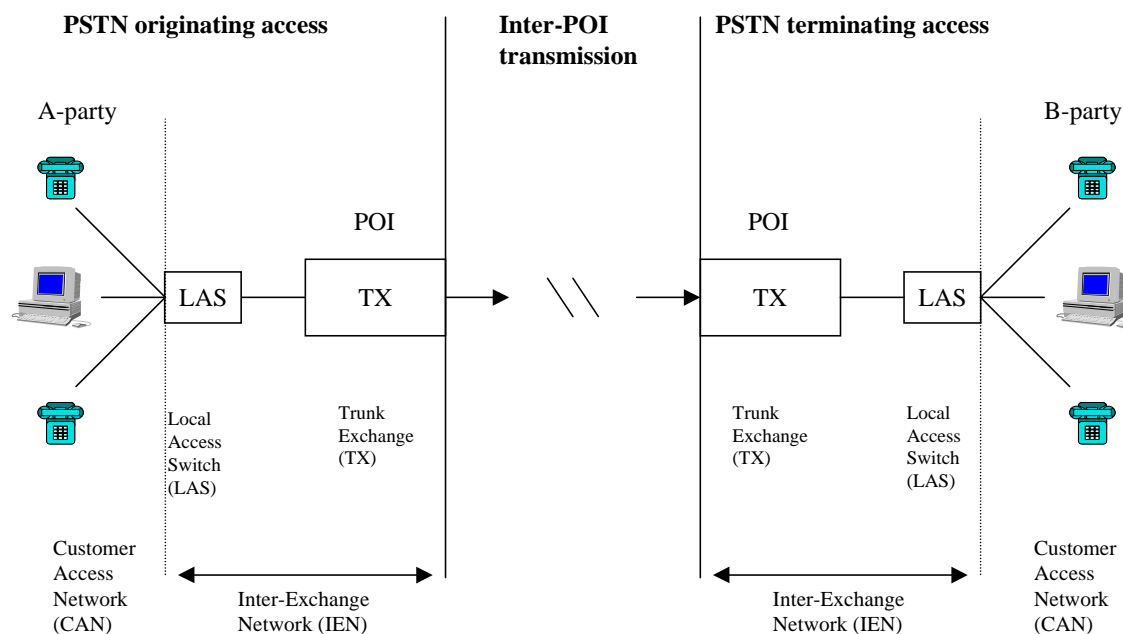 PSTN originating access
Inter-POI
transmission
PSTN terminating access
A-party
B-party
POI
POI
LAS
TX
TX
LAS
Local
Access
Switch
(LAS)
Trunk
Exchange
(TX)
Trunk
Exchange
(TX)
Local
Access
Switch
(LAS)
Customer
Access
Network
(CAN)
Inter-Exchange
Network (IEN)
Inter-Exchange
Network (IEN)
Customer
Access
Network
(CAN)